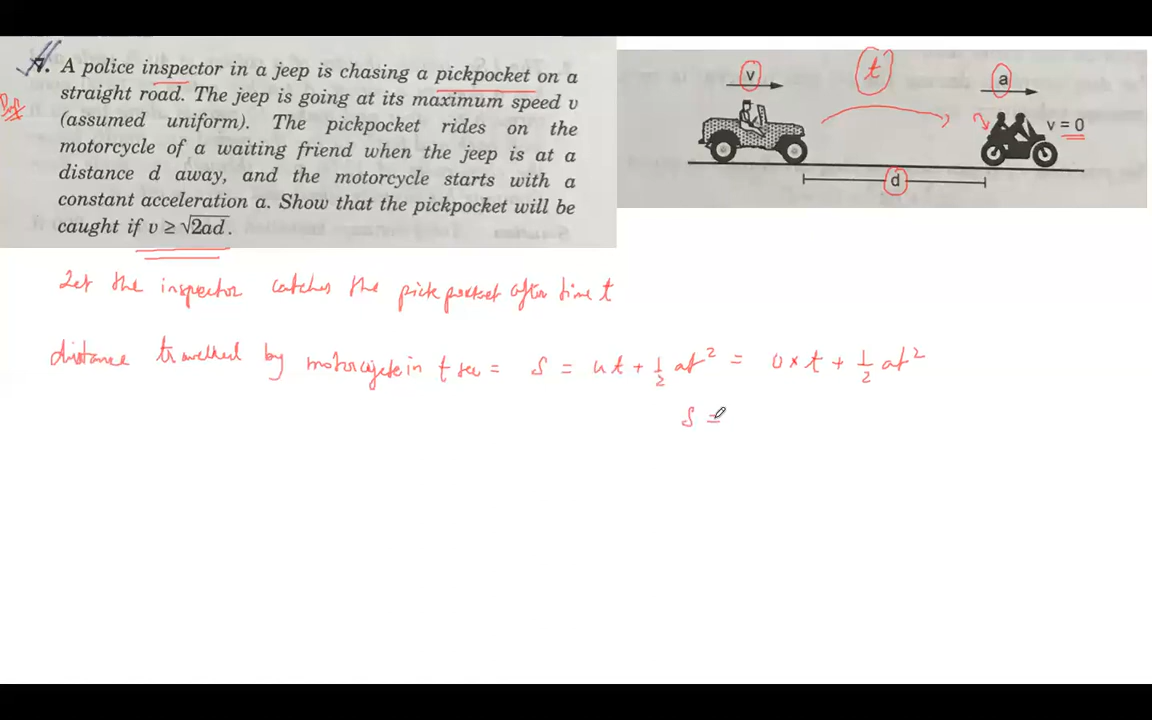 7. A police inspector in a jeep is chasing a pickpocket on a
straight road. The jeep is going at its maximum speed v
(assumed uniform). The pickpocket rides on the
motorcycle of a waiting friend when the jeep is at a
distance d away, and the motorcycle starts with a
constant acceleration a. Show that the pickpocket will be
caught if v ≥ √2ad.
v
t
a
v = 0
d
Let the inspector catches the pick pocket after time t
distance travelled by motorcycle in t sec = S = ut + 1/2 at² = 0 × t + 1/2 at²
S =